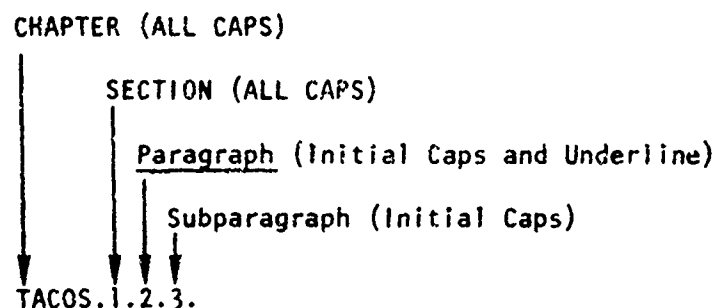 CHAPTER (ALL CAPS)
SECTION (ALL CAPS)
Paragraph (Initial Caps and Underline)
Subparagraph (Initial Caps)
TACOS.1.2.3.